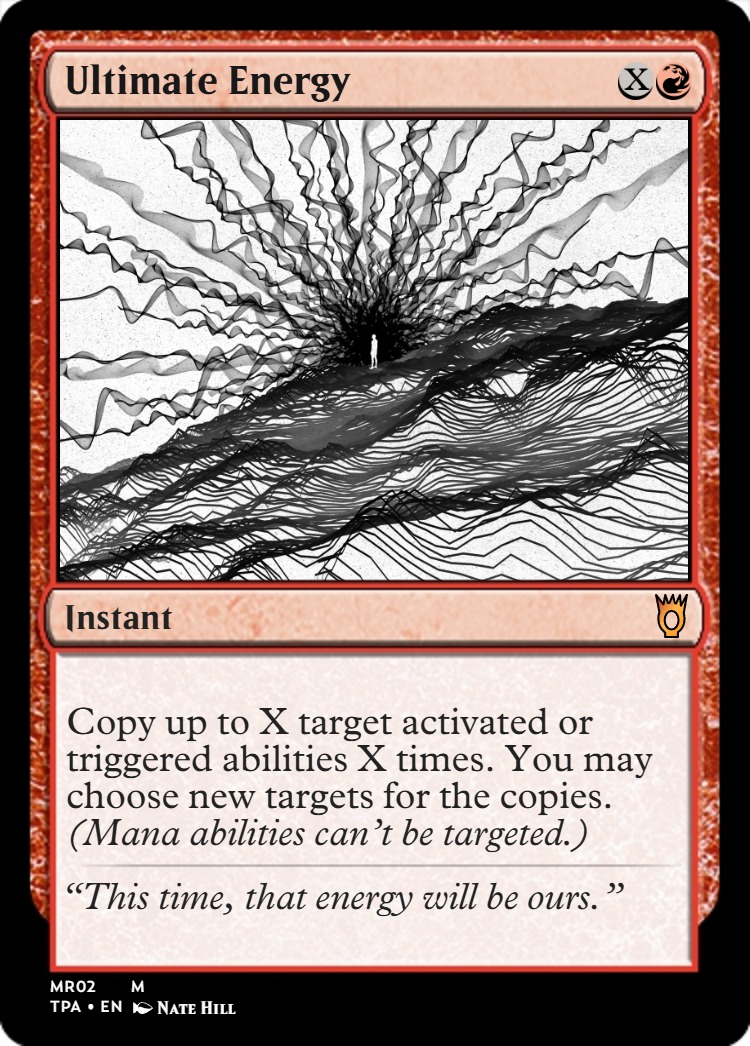 Ultimate Energy X
Instant
Copy up to X target activated or
triggered abilities X times. You may
choose new targets for the copies.
(Mana abilities can't be targeted.)
“This time, that energy will be ours.”
MR02 M
TPA • EN NATE HILL